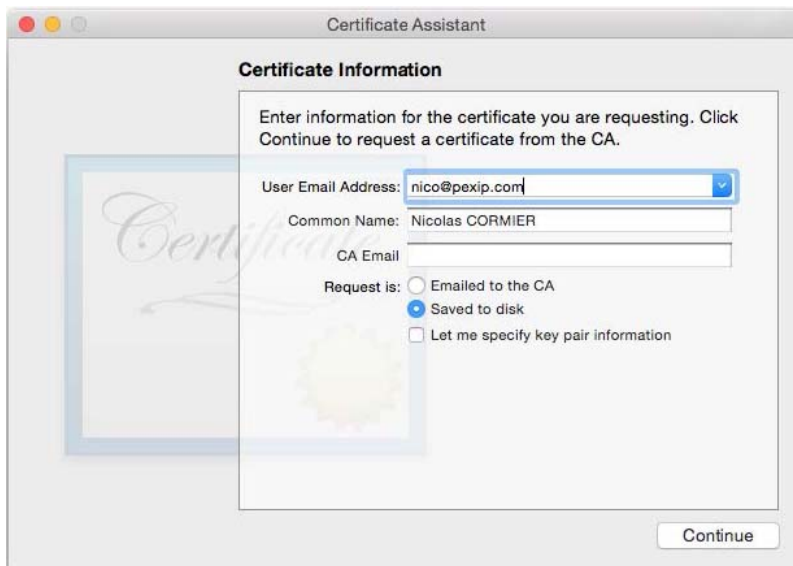 Certificate Assistant
Certificate Information
Enter information for the certificate you are requesting. Click
Continue to request a certificate from the CA.
User Email Address: nico@pexip.com
Common Name: Nicolas CORMIER
CA Email
Request is: Emailed to the CA
Saved to disk
Let me specify key pair information
Certificate
Continue